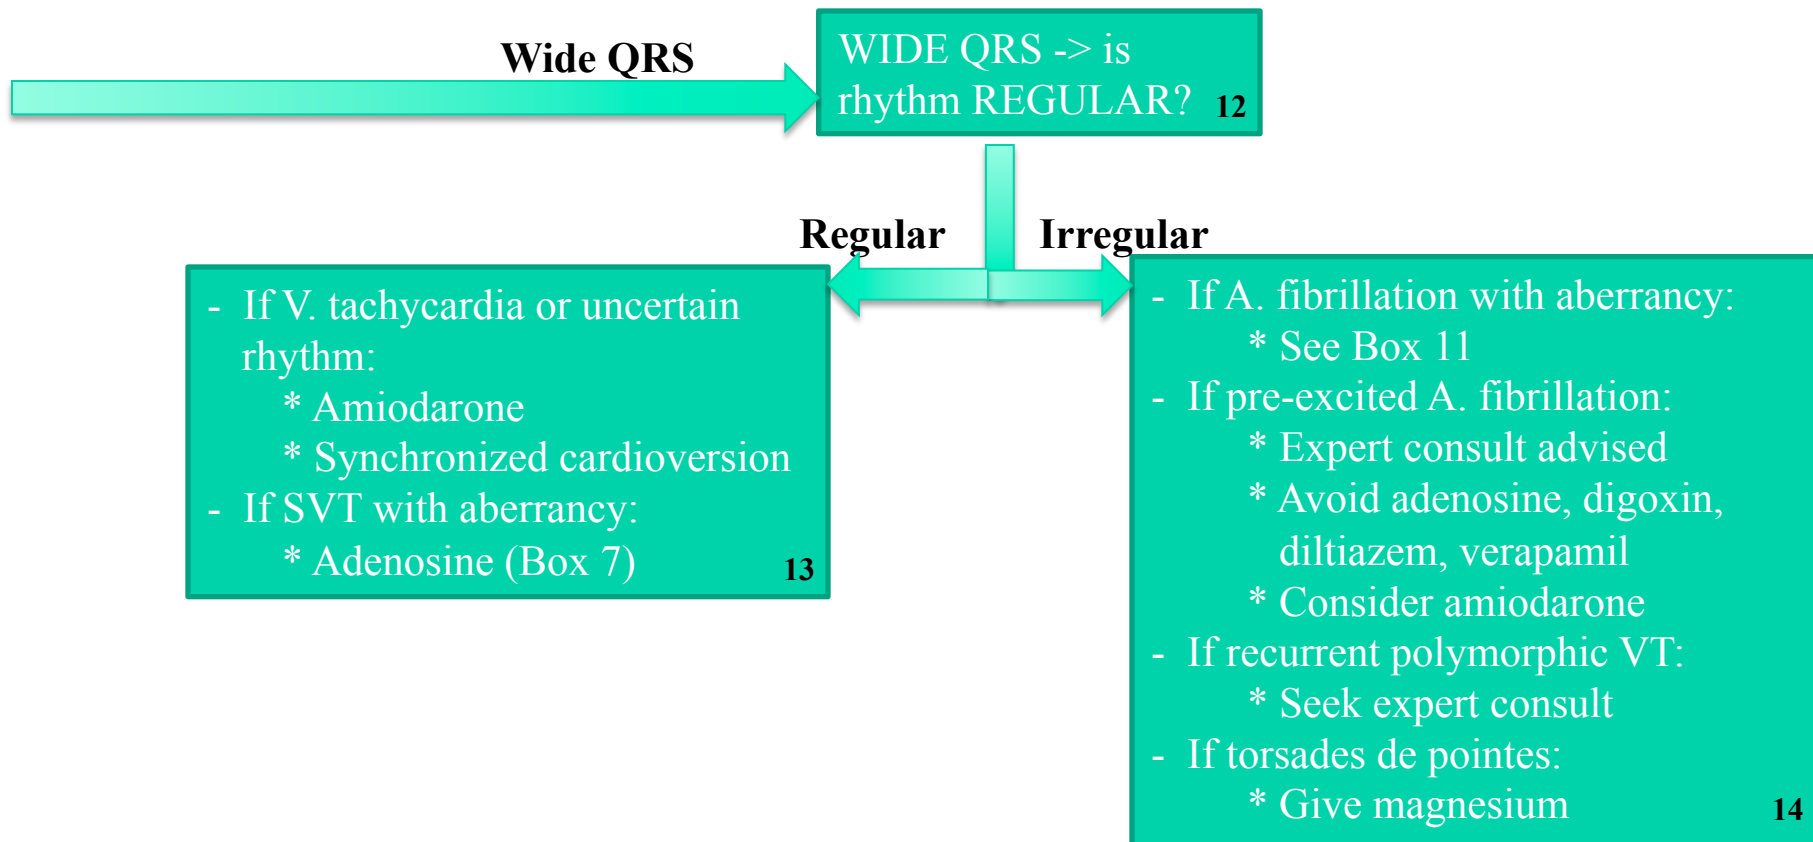 Wide QRS
WIDE QRS -> is
rhythm REGULAR?
12
Regular
Irregular
- If V. tachycardia or uncertain
rhythm:
* Amiodarone
* Synchronized cardioversion
- If SVT with aberrancy:
* Adenosine (Box 7)
13
- If A. fibrillation with aberrancy:
* See Box 11
- If pre-excited A. fibrillation:
* Expert consult advised
* Avoid adenosine, digoxin,
diltiazem, verapamil
* Consider amiodarone
- If recurrent polymorphic VT:
* Seek expert consult
- If torsades de pointes:
* Give magnesium
14